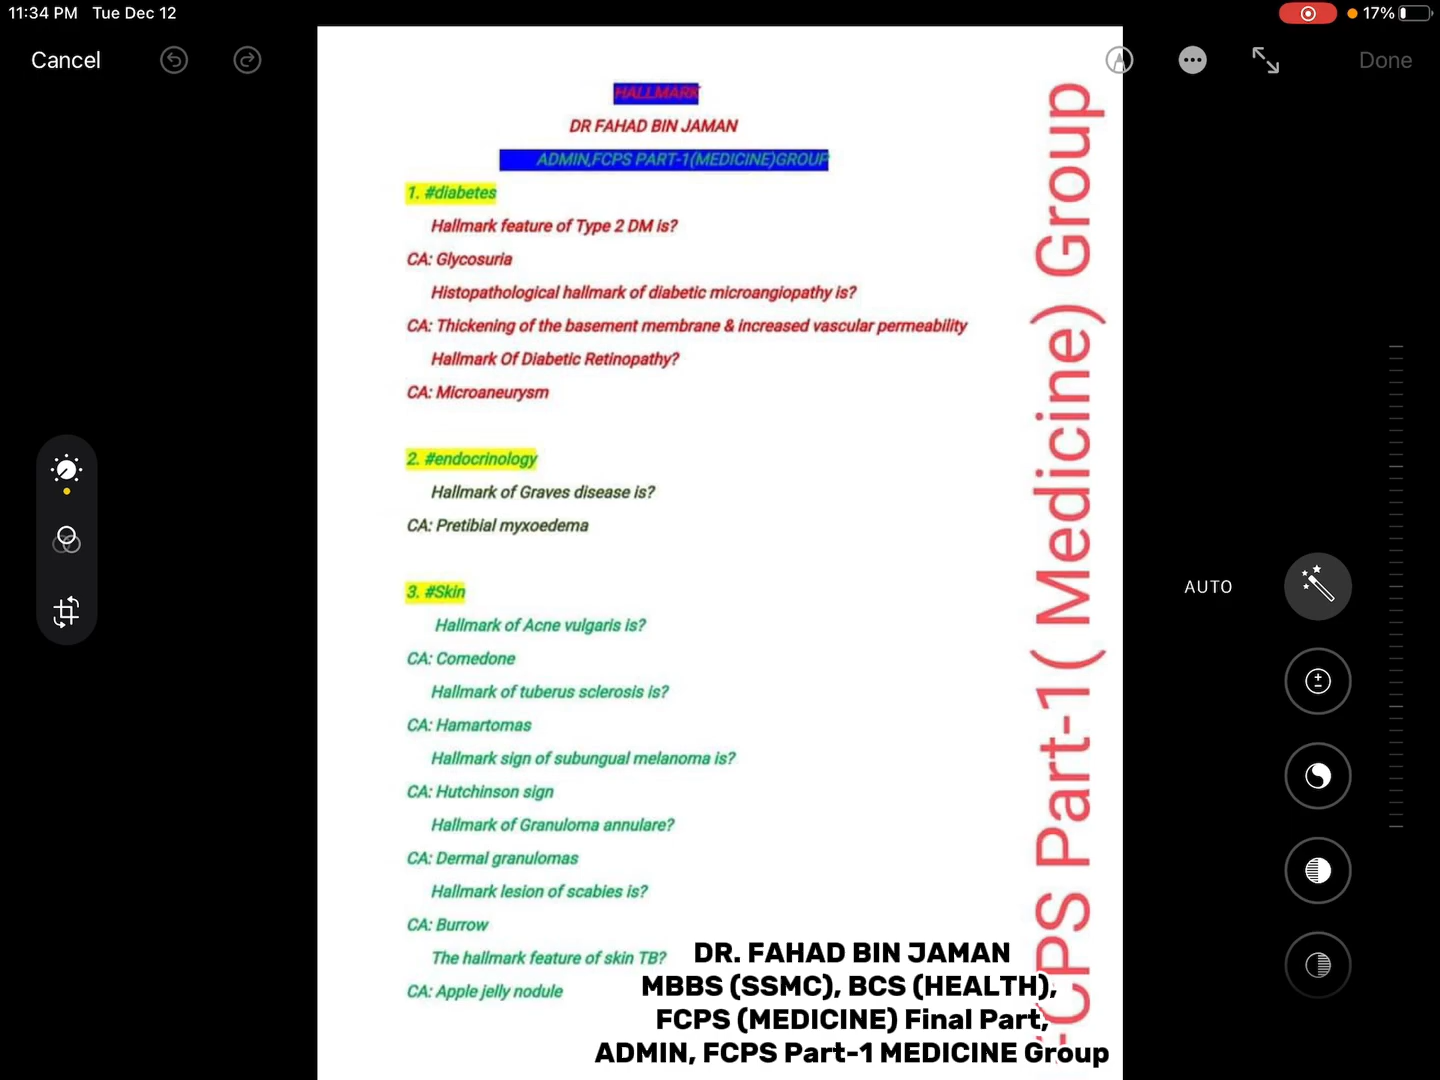 11:34 PM Tue Dec 12
17%
Cancel
Done
HALLMARK
DR FAHAD BIN JAMAN
ADMIN,FCPS PART-1(MEDICINE)GROUP
1. #diabetes
Hallmark feature of Type 2 DM is?
CA: Glycosuria
Histopathological hallmark of diabetic microangiopathy is?
CA: Thickening of the basement membrane & increased vascular permeability
Hallmark Of Diabetic Retinopathy?
CA: Microaneurysm
2. #endocrinology
Hallmark of Graves disease is?
CA: Pretibial myxoedema
3. #Skin
Hallmark of Acne vulgaris is?
CA: Comedone
Hallmark of tuberus sclerosis is?
CA: Hamartomas
Hallmark sign of subungual melanoma is?
CA: Hutchinson sign
Hallmark of Granuloma annulare?
CA: Dermal granulomas
Hallmark lesion of scabies is?
CA: Burrow
The hallmark feature of skin TB?
CA: Apple jelly nodule
DR. FAHAD BIN JAMAN
MBBS (SSMC), BCS (HEALTH),
FCPS (MEDICINE) Final Part,
ADMIN, FCPS Part-1 MEDICINE Group
CPS Part-1( Medicine) Group
AUTO